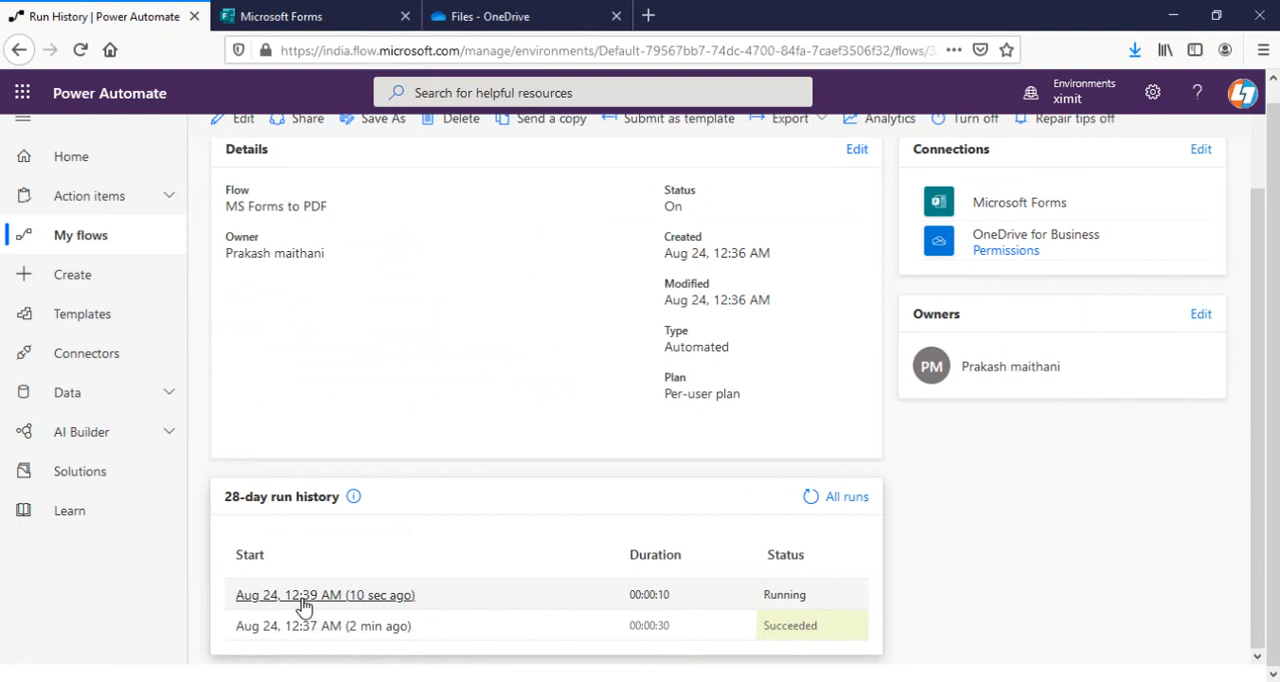 Run History | Power Automate
Microsoft Forms
Files - OneDrive
https://india.flow.microsoft.com/manage/environments/Default-79567bb7-74dc-4700-84fa-7caef3506f32/flows/3
Power Automate
Search for helpful resources
Environments
ximit
Edit
Share
Save As
Delete
Send a copy
Submit as template
Export
Analytics
Turn off
Repair tips off
Home
Action items
My flows
Create
Templates
Connectors
Data
AI Builder
Solutions
Learn
Details
Edit
Flow
MS Forms to PDF
Owner
Prakash maithani
Status
On
Created
Aug 24, 12:36 AM
Modified
Aug 24, 12:36 AM
Type
Automated
Plan
Per-user plan
Connections
Edit
Microsoft Forms
OneDrive for Business
Permissions
Owners
Edit
PM
Prakash maithani
28-day run history
All runs
Start
Duration
Status
Aug 24, 12:39 AM (10 sec ago)
00:00:10
Running
Aug 24, 12:37 AM (2 min ago)
00:00:30
Succeeded